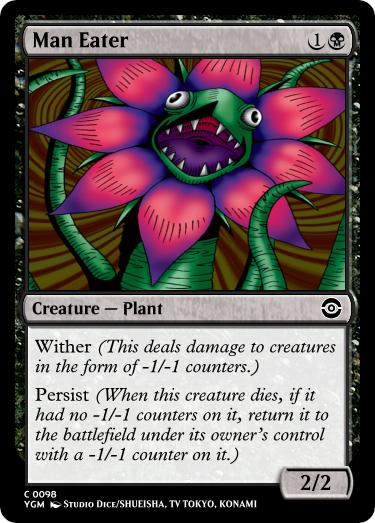 Man Eater 1
Creature — Plant
Wither (This deals damage to creatures
in the form of -1/-1 counters.)
Persist (When this creature dies, if it
had no -1/-1 counters on it, return it to
the battlefield under its owner's control
with a -1/-1 counter on it.)
2/2
C 0098
YGM Studio Dice/SHUEISHA, TV TOKYO, KONAMI